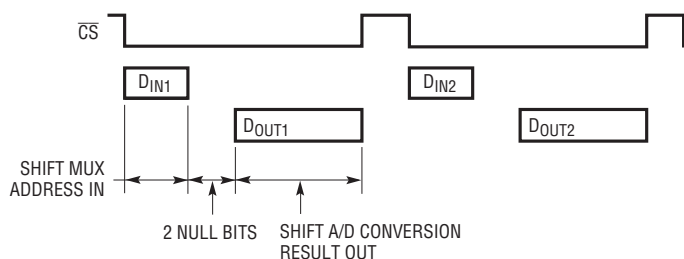 CS
DIN1
DIN2
DOUT1
DOUT2
SHIFT MUX
ADDRESS IN
2 NULL BITS
SHIFT A/D CONVERSION
RESULT OUT